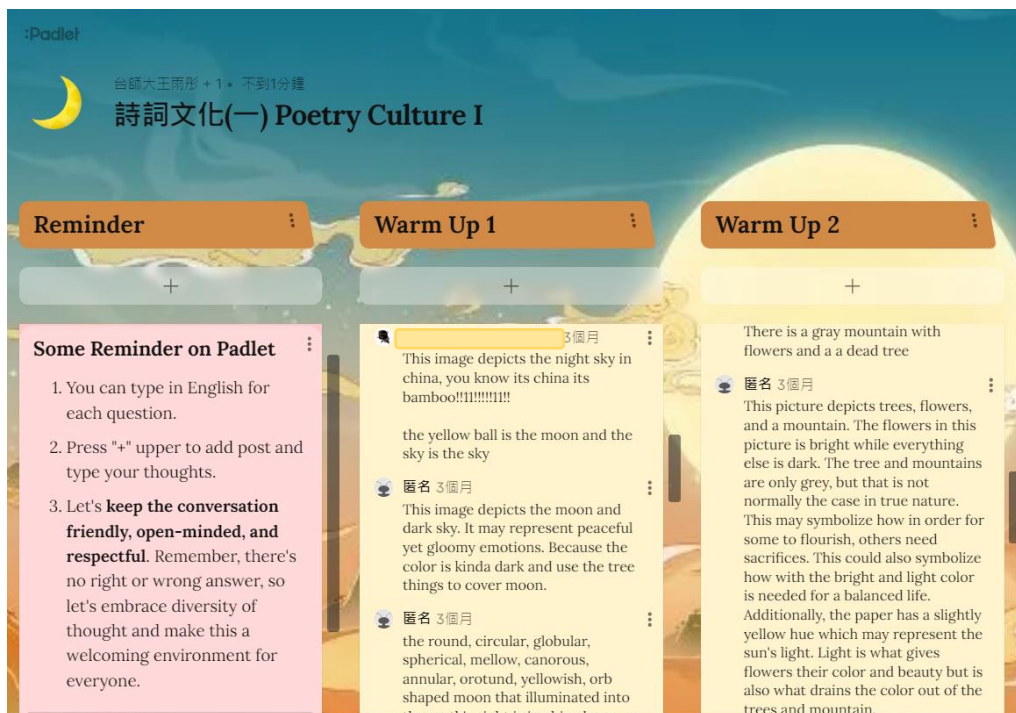 :Padlet
台師大王雨彤 + 1 • 不到1分鐘
詩詞文化(一) Poetry Culture I
Reminder
Some Reminder on Padlet
1. You can type in English for
each question.
2. Press "+" upper to add post and
type your thoughts.
3. Let's keep the conversation
friendly, open-minded, and
respectful. Remember, there's
no right or wrong answer, so
let's embrace diversity of
thought and make this a
welcoming environment for
everyone.
Warm Up 1
3個月
This image depicts the night sky in
china, you know its china its
bamboo!!11!!!!!11!!
the yellow ball is the moon and the
sky is the sky
匿名 3個月
This image depicts the moon and
dark sky. It may represent peaceful
yet gloomy emotions. Because the
color is kinda dark and use the tree
things to cover moon.
匿名 3個月
the round, circular, globular,
spherical, mellow, canorous,
annular, orotund, yellowish, orb
shaped moon that illuminated into
Warm Up 2
There is a gray mountain with
flowers and a a dead tree
匿名 3個月
This picture depicts trees, flowers,
and a mountain. The flowers in this
picture is bright while everything
else is dark. The tree and mountains
are only grey, but that is not
normally the case in true nature.
This may symbolize how in order for
some to flourish, others need
sacrifices. This could also symbolize
how with the bright and light color
is needed for a balanced life.
Additionally, the paper has a slightly
yellow hue which may represent the
sun's light. Light is what gives
flowers their color and beauty but is
also what drains the color out of the
trees and mountain.